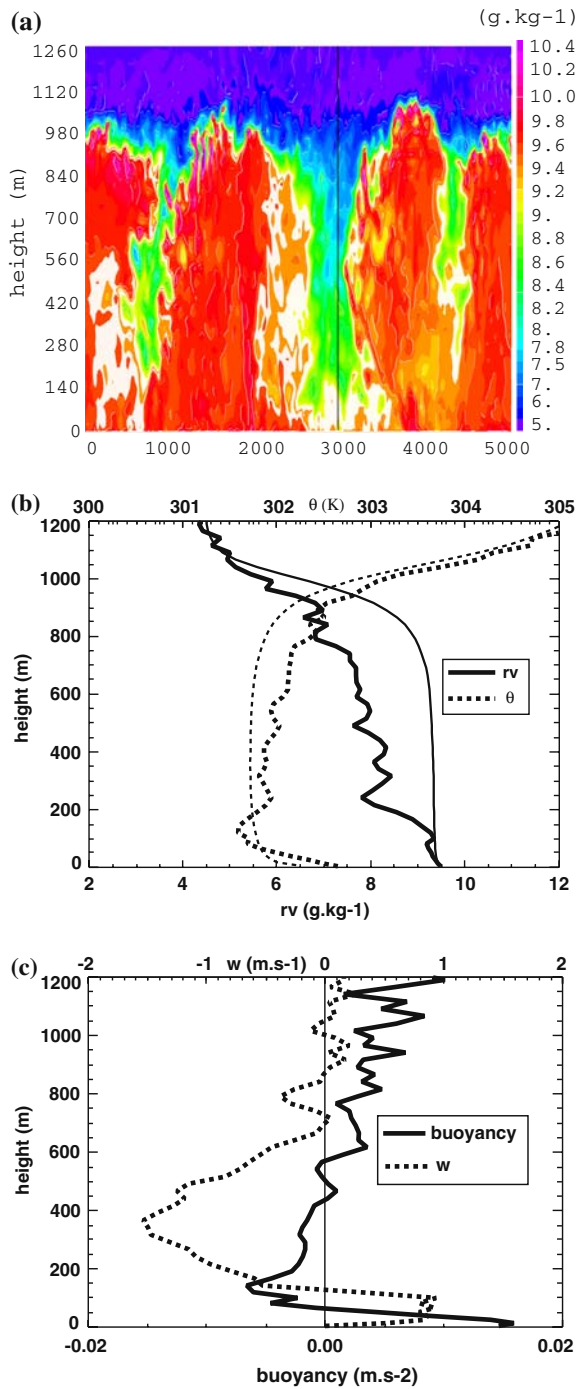 (a)
(g.kg-1)
1260
1120
980
840
700
560
420
280
140
0
height (m)
0 1000 2000 3000 4000 5000
10.4
10.2
10.0
9.8
9.6
9.4
9.2
9.0
8.8
8.6
8.4
8.2
8.
7.8
7.5
7.
6.
5.
(b)
300 301 302 θ (K) 303 304 305
1200
1000
800
600
400
200
0
height (m)
rv
θ
2 4 6 8 10 12
rv (g.kg-1)
(c)
-2 -1 w (m.s-1) 0 1 2
1200
1000
800
600
400
200
0
height (m)
buoyancy
w
-0.02 0.00 0.02
buoyancy (m.s-2)